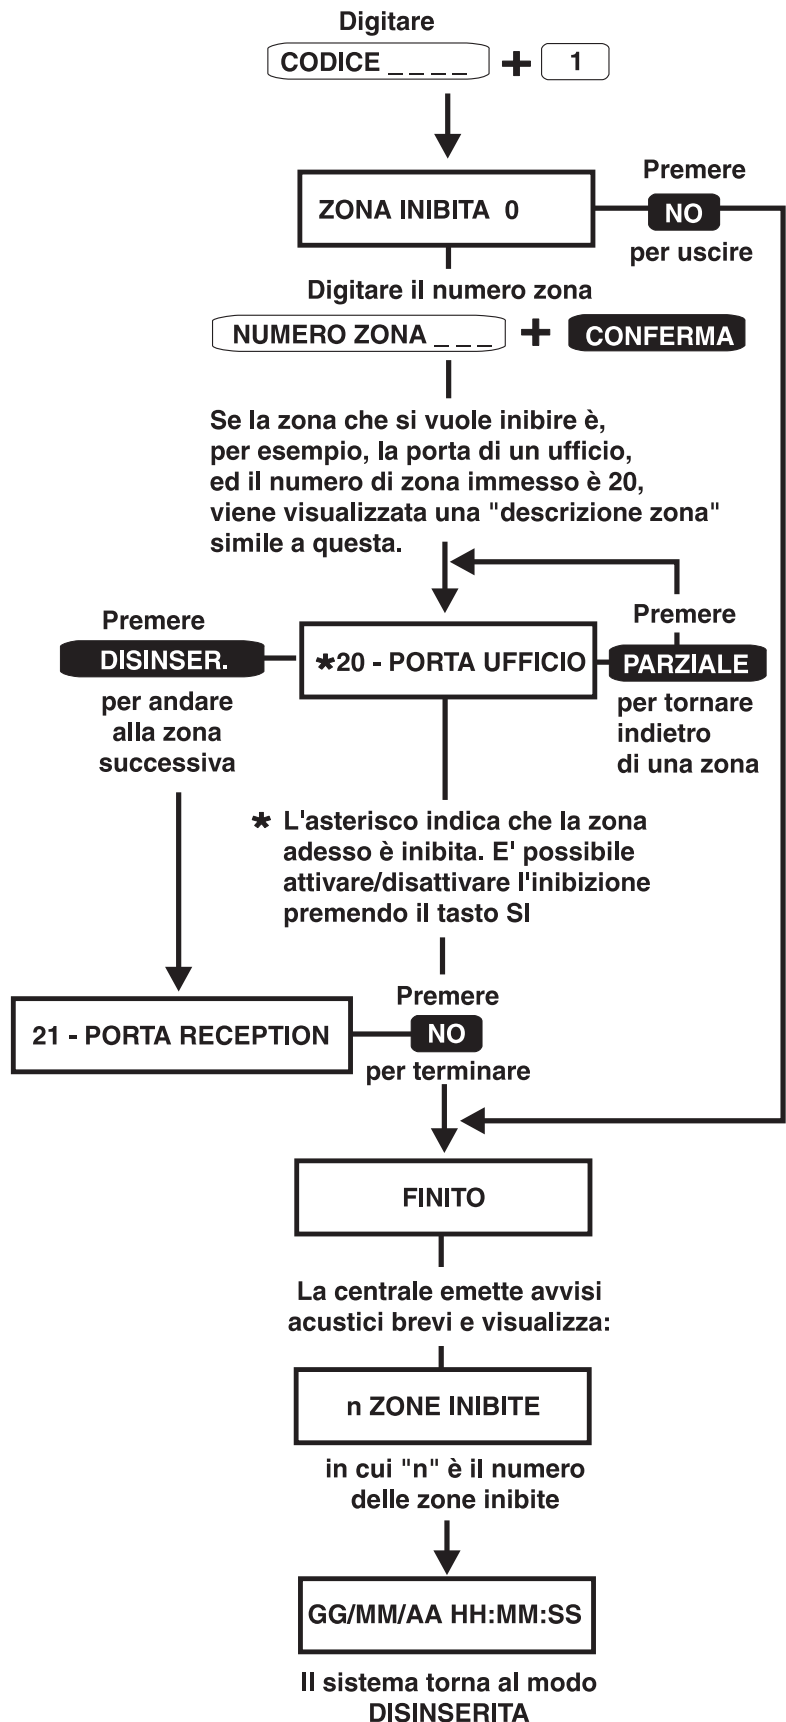 Digitare
CODICE _ _ _ _ + 1
ZONA INIBITA 0
Premere
NO
per uscire
Digitare il numero zona
NUMERO ZONA _ _ _ + CONFERMA
Se la zona che si vuole inibire è,
per esempio, la porta di un ufficio,
ed il numero di zona immesso è 20,
viene visualizzata una "descrizione zona"
simile a questa.
Premere
DISINSER.
per andare
alla zona
successiva
*20 - PORTA UFFICIO
Premere
PARZIALE
per tornare
indietro
di una zona
* L'asterisco indica che la zona
adesso è inibita. E' possibile
attivare/disattivare l'inibizione
premendo il tasto SI
21 - PORTA RECEPTION
Premere
NO
per terminare
FINITO
La centrale emette avvisi
acustici brevi e visualizza:
n ZONE INIBITE
in cui "n" è il numero
delle zone inibite
GG/MM/AA HH:MM:SS
Il sistema torna al modo
DISINSERITA